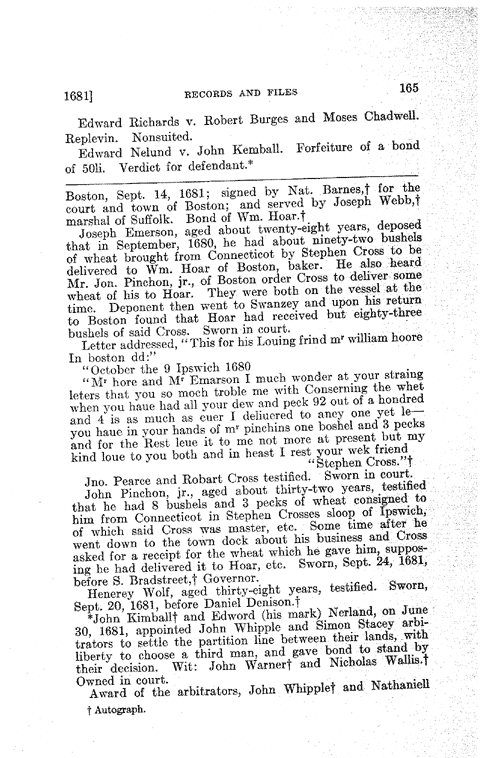 1681] RECORDS AND FILES 165
Edward Richards v. Robert Burges and Moses Chadwell.
Replevin. Nonsuited.
Edward Nelund v. John Kemball. Forfeiture of a bond
of 50li. Verdict for defendant.*
Boston, Sept. 14, 1681; signed by Nat. Barnes,† for the
court and town of Boston; and served by Joseph Webb,†
marshal of Suffolk. Bond of Wm. Hoar.†
Joseph Emerson, aged about twenty-eight years, deposed
that in September, 1680, he had about ninety-two bushels
of wheat brought from Connecticot by Stephen Cross to be
delivered to Wm. Hoar of Boston, baker. He also heard
Mr. Jon. Pinchon, jr., of Boston order Cross to deliver some
wheat of his to Hoar. They were both on the vessel at the
time. Deponent then went to Swanzey and upon his return
to Boston found that Hoar had received but eighty-three
bushels of said Cross. Sworn in court.
Letter addressed, "This for his Louing frind mr william hoore
In boston dd:"
"October the 9 Ipswich 1680
"Mr hore and Mr Emarson I much wonder at your straing
leters that you so moch troble me with Conserning the whet
when you haue had all your dew and peck 92 out of a hondred
and 4 is as much as euer I deliuered to aney one yet le—
you haue in your hands of mr pinchins one boshel and 3 pecks
and for the Rest leue it to me not more at present but my
kind loue to you both and in heast I rest your wek friend
"Stephen Cross."†
Jno. Pearce and Robart Cross testified. Sworn in court.
John Pinchon, jr., aged about thirty-two years, testified
that he had 8 bushels and 3 pecks of wheat consigned to
him from Connecticut in Stephen Crosses sloop of Ipswich,
of which said Cross was master, etc. Some time after he
went down to the town dock about his business and Cross
asked for a receipt for the wheat which he gave him, suppos-
ing he had delivered it to Hoar, etc. Sworn, Sept. 24, 1681,
before S. Bradstreet,† Governor.
Henerey Wolf, aged thirty-eight years, testified. Sworn,
Sept. 20, 1681, before Daniel Denison.†
*John Kimball† and Edword (his mark) Nerland, on June
30, 1681, appointed John Whipple and Simon Stacey arbi-
trators to settle the partition line between their lands, with
liberty to choose a third man, and gave bond to stand by
their decision. Wit: John Warner† and Nicholas Wallis.†
Owned in court.
Award of the arbitrators, John Whipple† and Nathaniell
† Autograph.